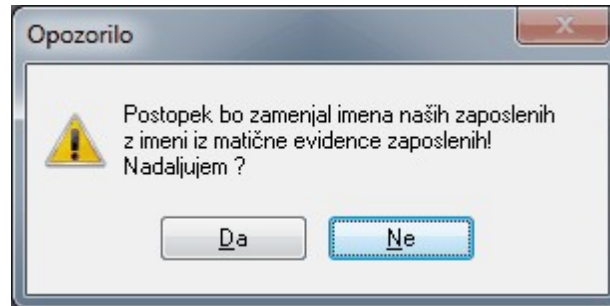 Opozorilo
Postopek bo zamenjal imena naših zaposlenih
z imeni iz matične evidence zaposlenih!
Nadaljujem ?
Da
Ne